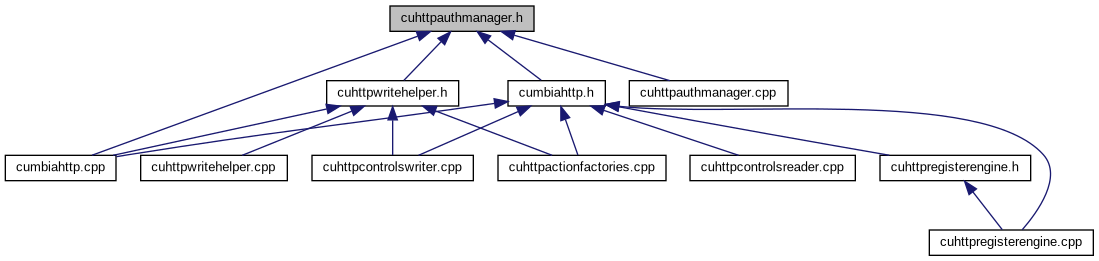 cuhttpauthmanager.h
cuhttpwritehelper.h
cumbiahttp.h
cuhttpauthmanager.cpp
cumbiahttp.cpp
cuhttpwritehelper.cpp
cuhttpcontrolswriter.cpp
cuhttpactionfactories.cpp
cuhttpcontrolsreader.cpp
cuhttpregisterengine.h
cuhttpregisterengine.cpp